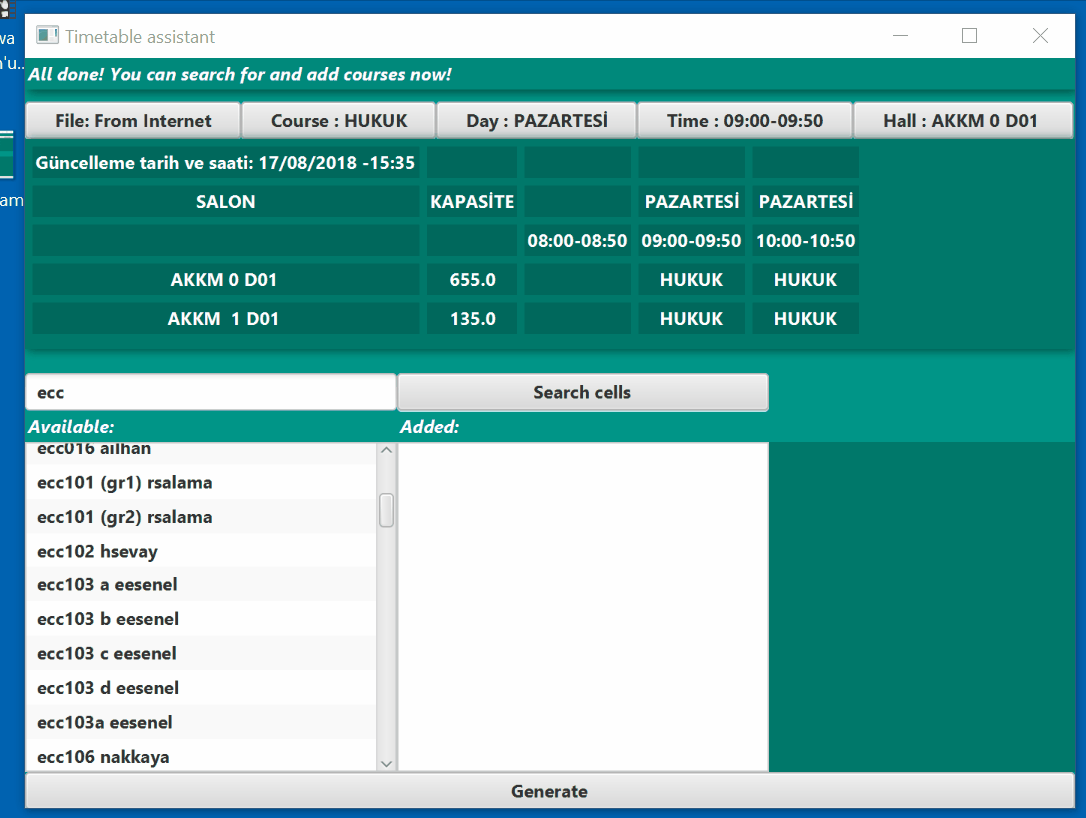 wa
n'u..
am
Timetable assistant
All done! You can search for and add courses now!
File: From Internet Course : HUKUK Day : PAZARTESİ Time : 09:00-09:50 Hall : AKKM 0 D01
Güncelleme tarih ve saati: 17/08/2018 -15:35
SALON KAPASİTE PAZARTESİ PAZARTESİ
08:00-08:50 09:00-09:50 10:00-10:50
AKKM 0 D01 655.0 HUKUK HUKUK
AKKM  1 D01 135.0 HUKUK HUKUK
ecc Search cells
Available: Added:
ecc016 ailhan
ecc101 (gr1) rsalama
ecc101 (gr2) rsalama
ecc102 hsevay
ecc103 a eesenel
ecc103 b eesenel
ecc103 c eesenel
ecc103 d eesenel
ecc103a eesenel
ecc106 nakkaya
Generate